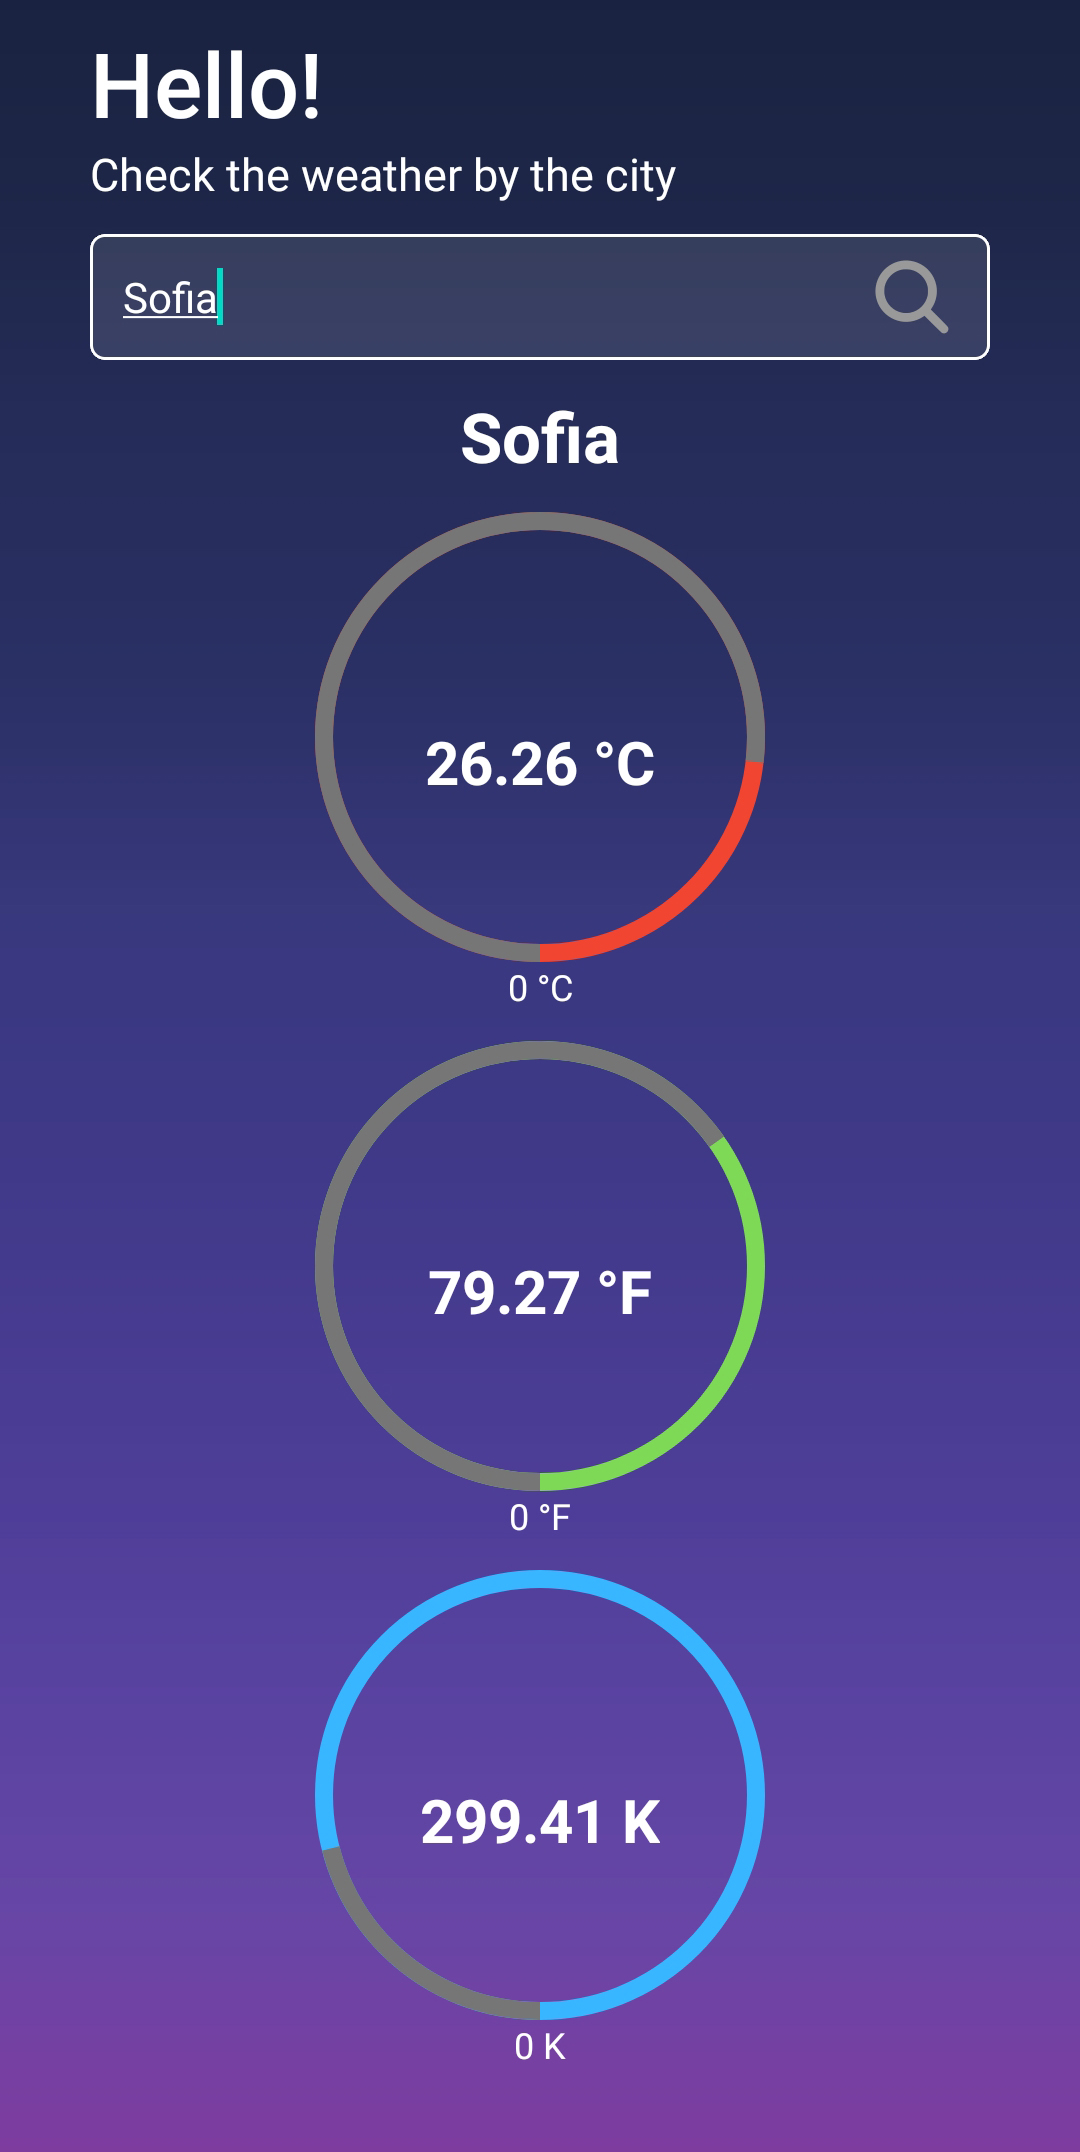 Hello!
Check the weather by the city
Sofia
Sofia
26.26 °C
0 °C
79.27 °F
0 °F
299.41 K
0 K